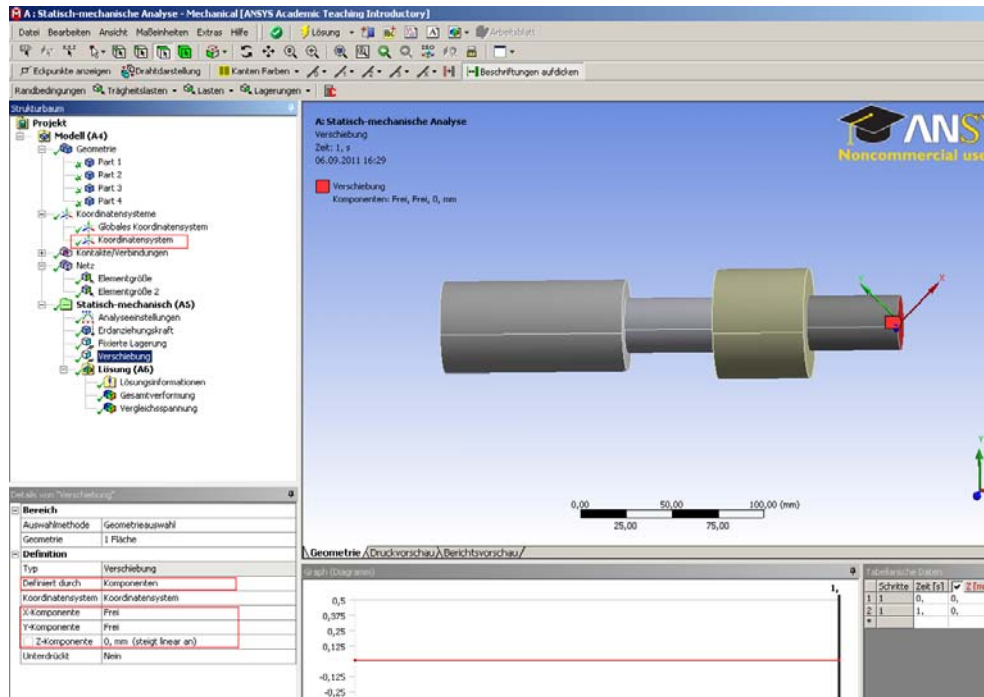 A : Statisch-mechanische Analyse - Mechanical [ANSYS Academic Teaching Introductory]
Datei Bearbeiten Ansicht Maßeinheiten Extras Hilfe Lösung Arbeitsblatt
Eckpunkte anzeigen Drahtdarstellung Kanten Farben Beschriftungen aufdicken
Randbedingungen Trägheitslasten Lasten Lagerungen
Strukturbaum
Projekt
Modell (A4)
Geometrie
Part 1
Part 2
Part 3
Part 4
Koordinatensysteme
Globales Koordinatensystem
Koordinatensystem
Kontakte/Verbindungen
Netz
Elementgröße
Elementgröße 2
Statisch-mechanisch (A5)
Analyseeinstellungen
Erdanziehungskraft
Fixierte Lagerung
Verschiebung
Lösung (A6)
Lösungsinformationen
Gesamtverformung
Vergleichsspannung
A: Statisch-mechanische Analyse
Verschiebung
Zeit: 1, s
06.09.2011 16:29
Verschiebung
Komponenten: Frei, Frei, 0, mm
ANSY
Noncommercial use
Y
X
Y
0,00 50,00 100,00 (mm)
25,00 75,00
Geometrie Druckvorschau Berichtsvorschau
Details von "Verschiebung"
Bereich
Auswahlmethode Geometrieauswahl
Geometrie 1 Fläche
Definition
Typ Verschiebung
Definiert durch Komponenten
Koordinatensystem Koordinatensystem
X-Komponente Frei
Y-Komponente Frei
Z-Komponente 0, mm (steigt linear an)
Unterdrückt Nein
Graph (Diagramm)
1,
0,5
0,375
0,25
0,125
-0,125
-0,25
Tabellarische Daten
Schritte Zeit [s] Z [m
1 1 0, 0,
2 1 1, 0,
*